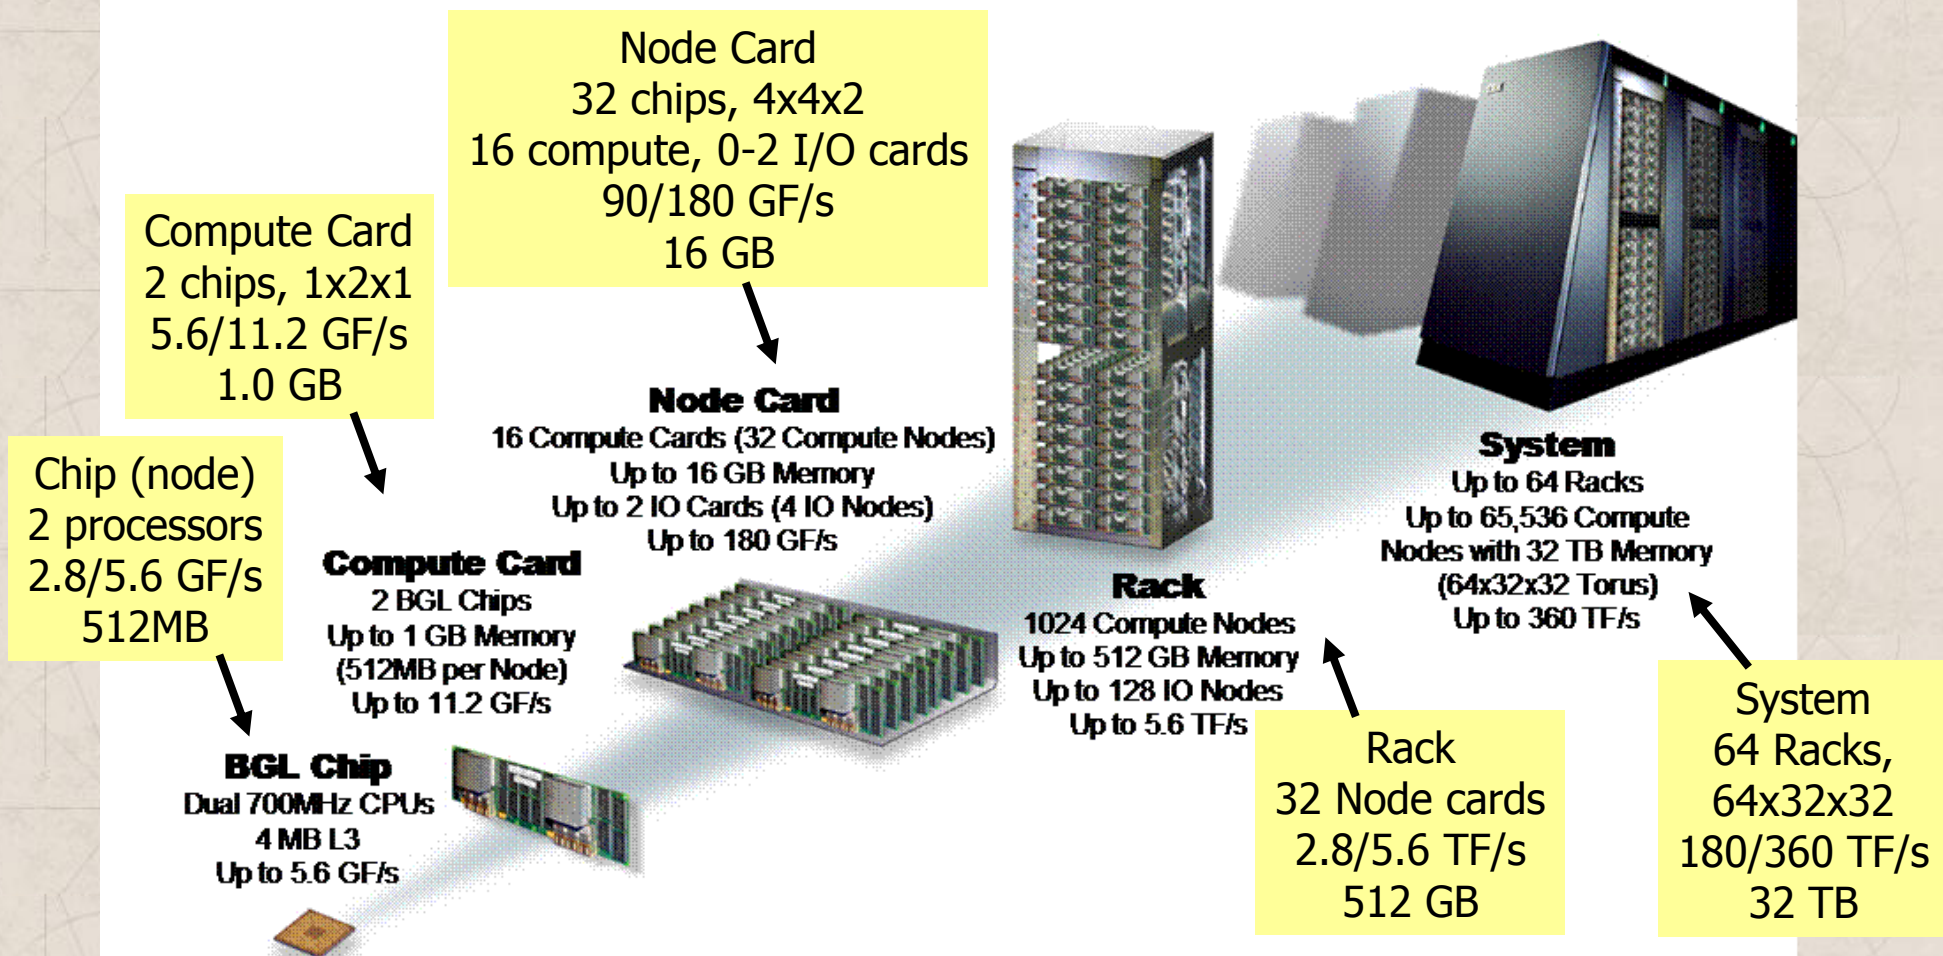 Node Card
32 chips, 4x4x2
16 compute, 0-2 I/O cards
90/180 GF/s
16 GB
Compute Card
2 chips, 1x2x1
5.6/11.2 GF/s
1.0 GB
Chip (node)
2 processors
2.8/5.6 GF/s
512MB
Node Card
16 Compute Cards (32 Compute Nodes)
Up to 16 GB Memory
Up to 2 IO Cards (4 IO Nodes)
Up to 180 GF/s
Compute Card
2 BGL Chips
Up to 1 GB Memory
(512MB per Node)
Up to 11.2 GF/s
BGL Chip
Dual 700MHz CPUs
4 MB L3
Up to 5.6 GF/s
Rack
1024 Compute Nodes
Up to 512 GB Memory
Up to 128 IO Nodes
Up to 5.6 TF/s
System
Up to 64 Racks
Up to 65,536 Compute
Nodes with 32 TB Memory
(64x32x32 Torus)
Up to 360 TF/s
Rack
32 Node cards
2.8/5.6 TF/s
512 GB
System
64 Racks,
64x32x32
180/360 TF/s
32 TB